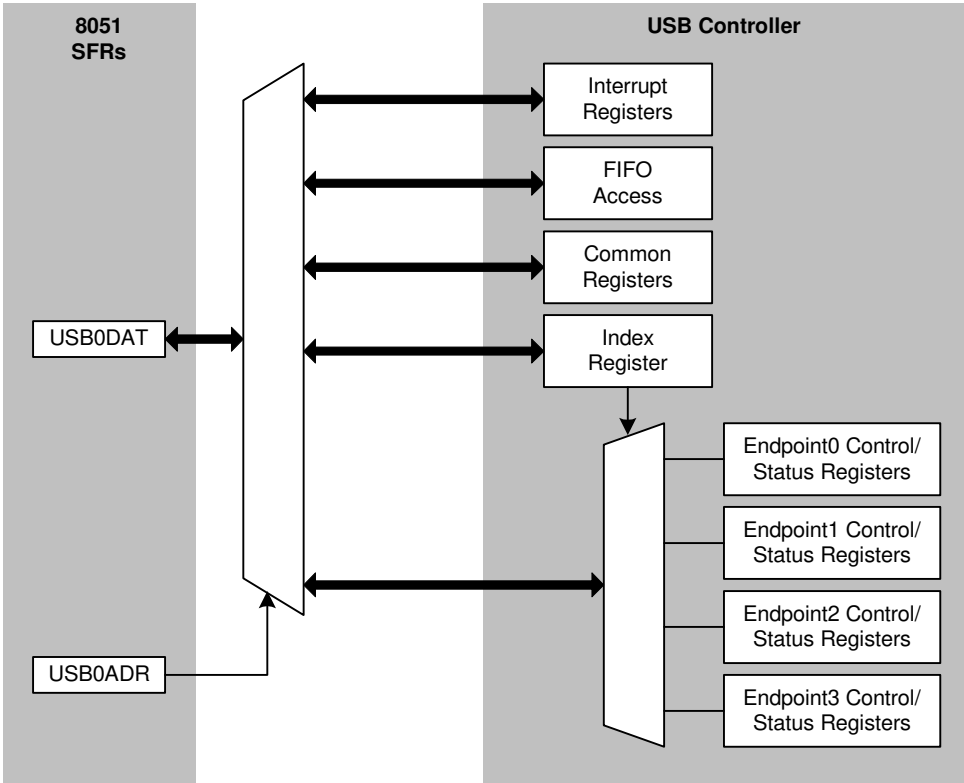 8051
SFRs
USB Controller
Interrupt
Registers
FIFO
Access
Common
Registers
USB0DAT
Index
Register
Endpoint0 Control/
Status Registers
Endpoint1 Control/
Status Registers
Endpoint2 Control/
Status Registers
USB0ADR
Endpoint3 Control/
Status Registers